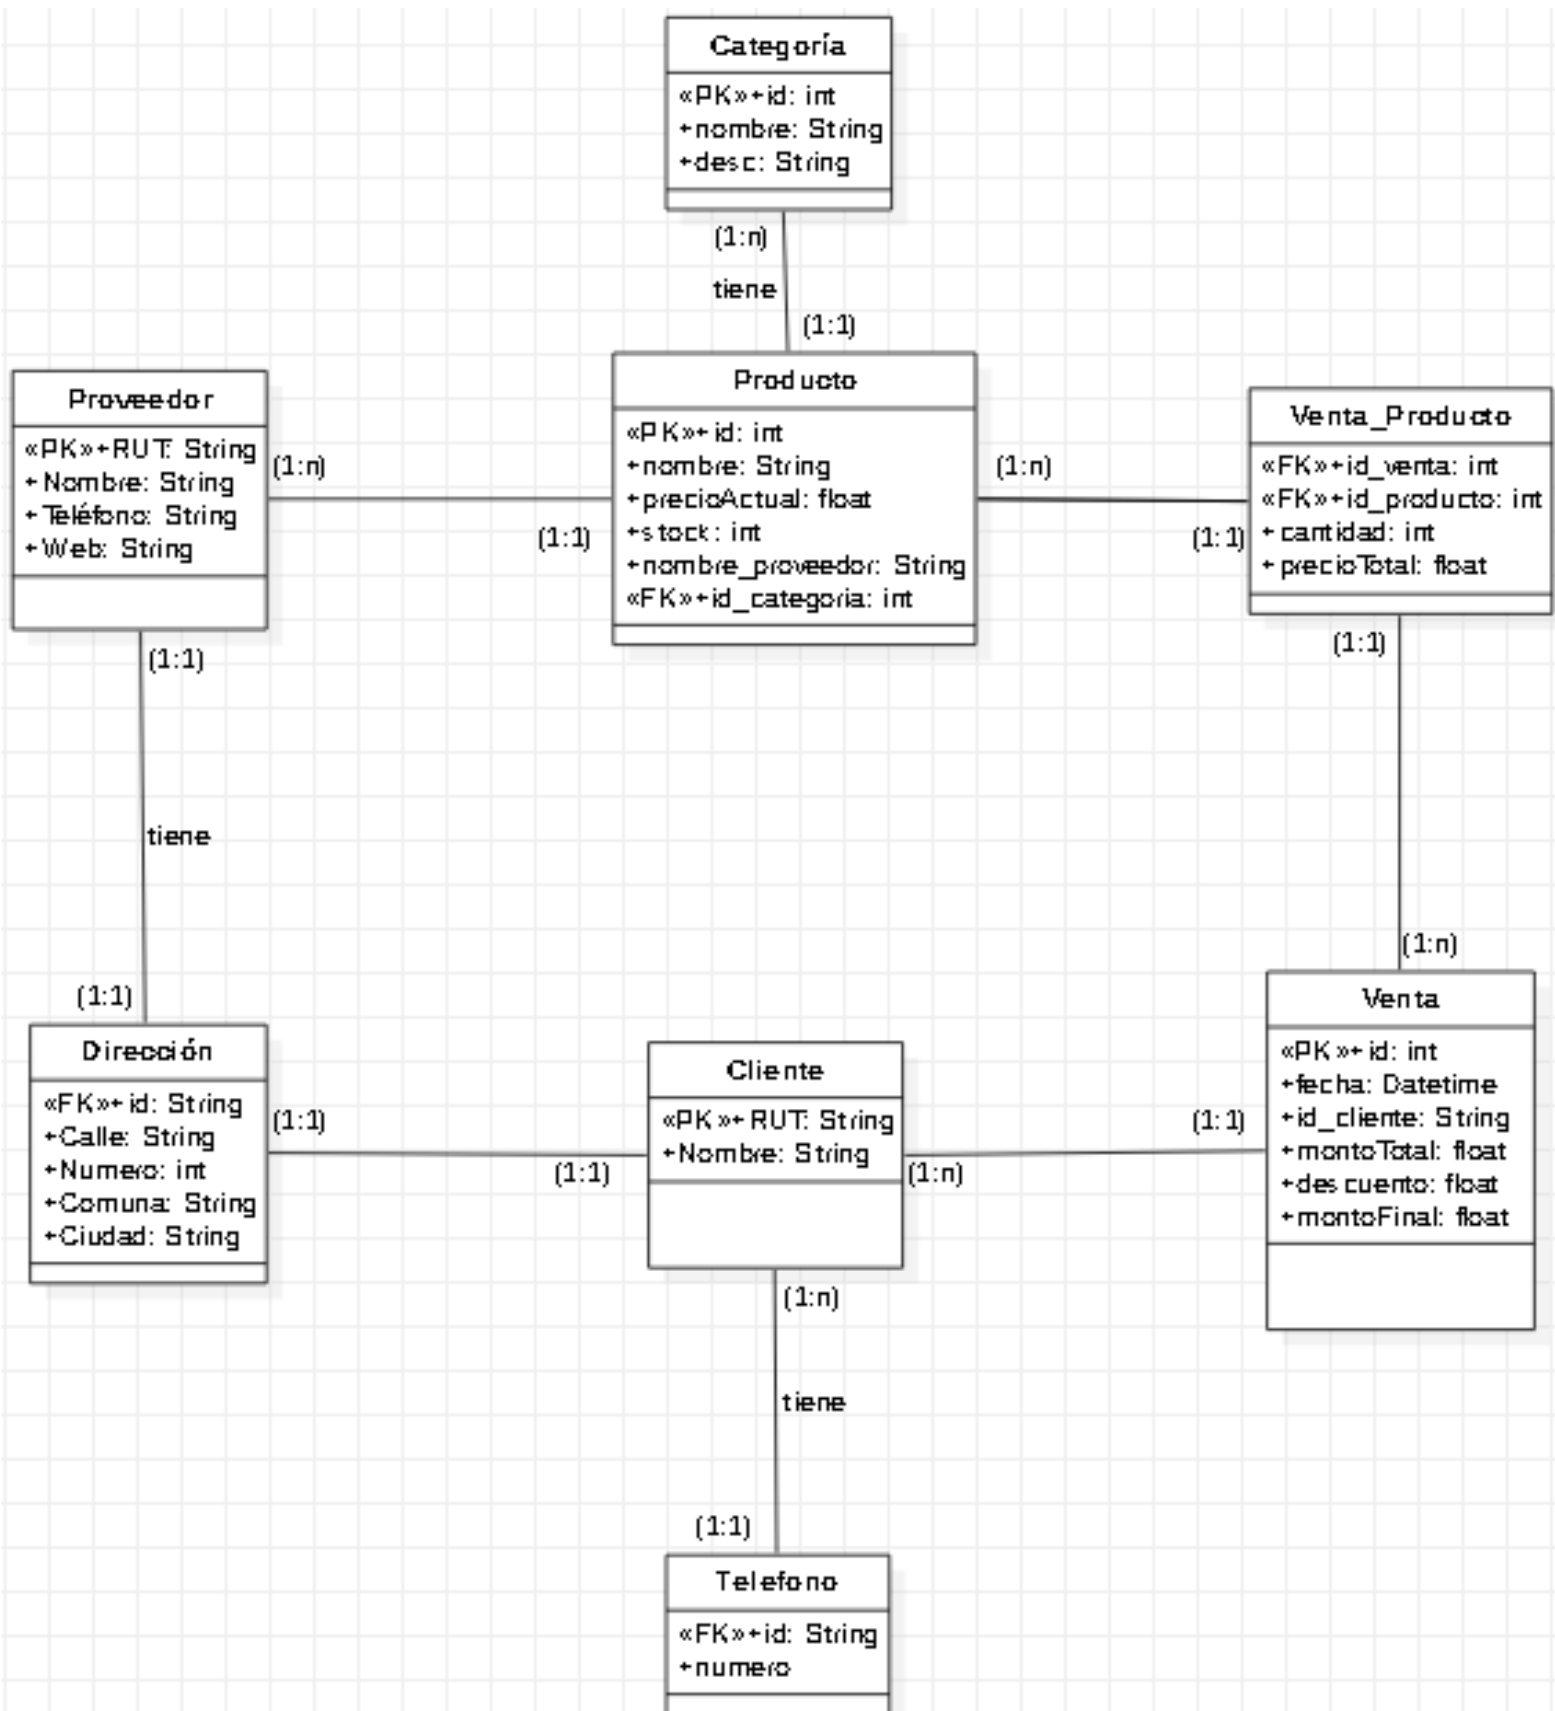 Categoría
«PK»+id: int
+nombre: String
+desc: String
(1:n)
tiene
(1:1)
Proveedor
«PK»+RUT: String
+Nombre: String
+Teléfono: String
+Web: String
(1:n)
(1:1)
Producto
«PK»+id: int
+nombre: String
+precioActual: float
+stock: int
+nombre_proveedor: String
«FK»+id_categoria: int
(1:n)
(1:1)
Venta_Producto
«FK»+id_venta: int
«FK»+id_producto: int
+cantidad: int
+precioTotal: float
(1:1)
(1:1)
tiene
(1:1)
(1:n)
Dirección
«FK»+id: String
+Calle: String
+Numero: int
+Comuna: String
+Ciudad: String
(1:1)
(1:1)
Cliente
«PK»+RUT: String
+Nombre: String
(1:n)
(1:1)
Venta
«PK»+id: int
+fecha: Datetime
+id_cliente: String
+montoTotal: float
+descuento: float
+montoFinal: float
(1:n)
tiene
(1:1)
Telefono
«FK»+id: String
+numero